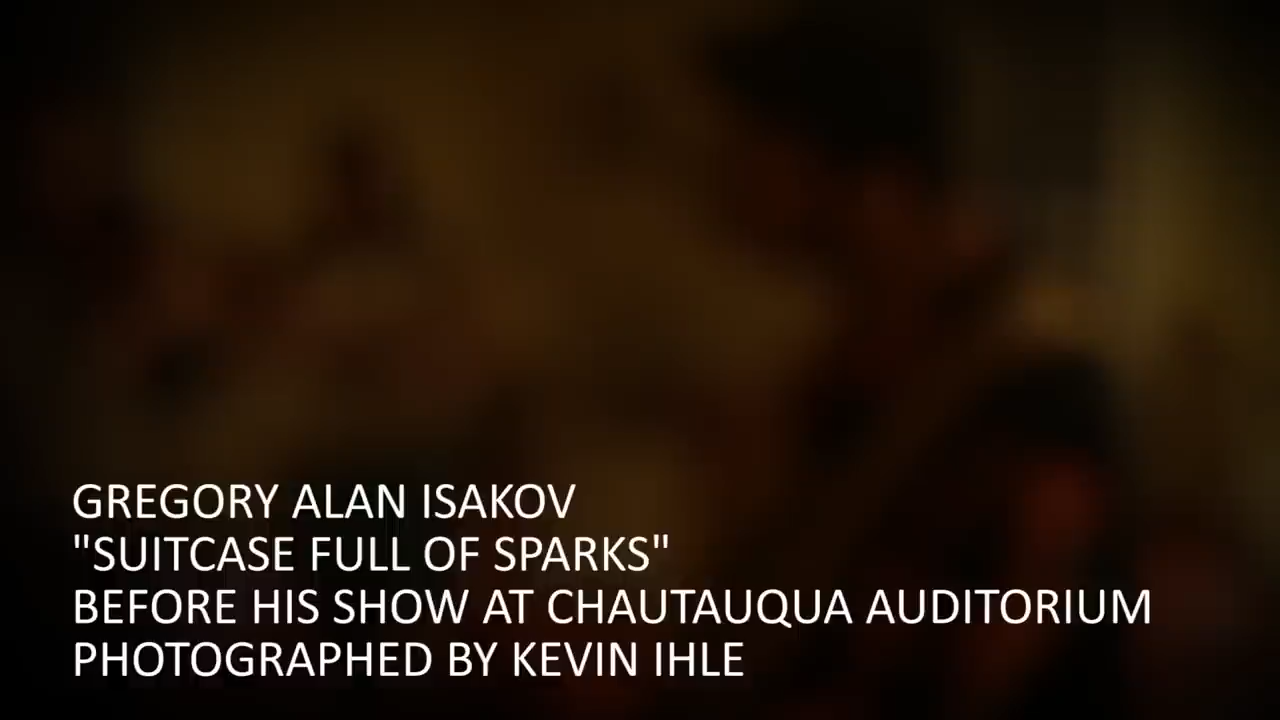 GREGORY ALAN ISAKOV
"SUITCASE FULL OF SPARKS"
BEFORE HIS SHOW AT CHAUTAUQUA AUDITORIUM
PHOTOGRAPHED BY KEVIN IHLE